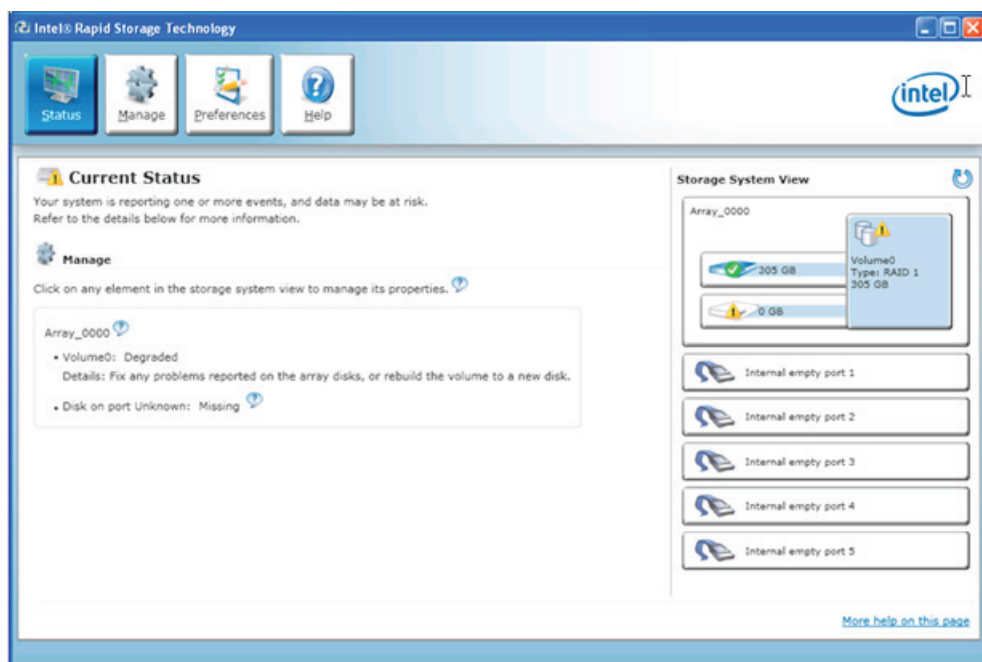 Intel® Rapid Storage Technology
Status
Manage
Preferences
Help
intel
Current Status
Your system is reporting one or more events, and data may be at risk.
Refer to the details below for more information.
Manage
Click on any element in the storage system view to manage its properties.
Array_0000
• Volume0: Degraded
Details: Fix any problems reported on the array disks, or rebuild the volume to a new disk.
• Disk on port Unknown: Missing
Storage System View
Array_0000
305 GB
0 GB
Volume0
Type: RAID 1
305 GB
Internal empty port 1
Internal empty port 2
Internal empty port 3
Internal empty port 4
Internal empty port 5
More help on this page